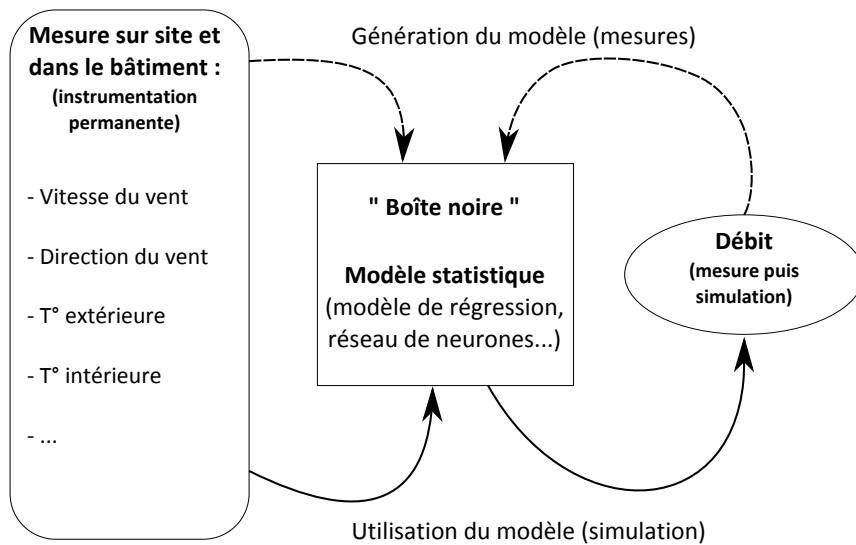 Mesure sur site et
dans le bâtiment :
(instrumentation
permanente)
- Vitesse du vent
- Direction du vent
- T° extérieure
- T° intérieure
- ...
Génération du modèle (mesures)
" Boîte noire "
Modèle statistique
(modèle de régression,
réseau de neurones...)
Débit
(mesure puis
simulation)
Utilisation du modèle (simulation)